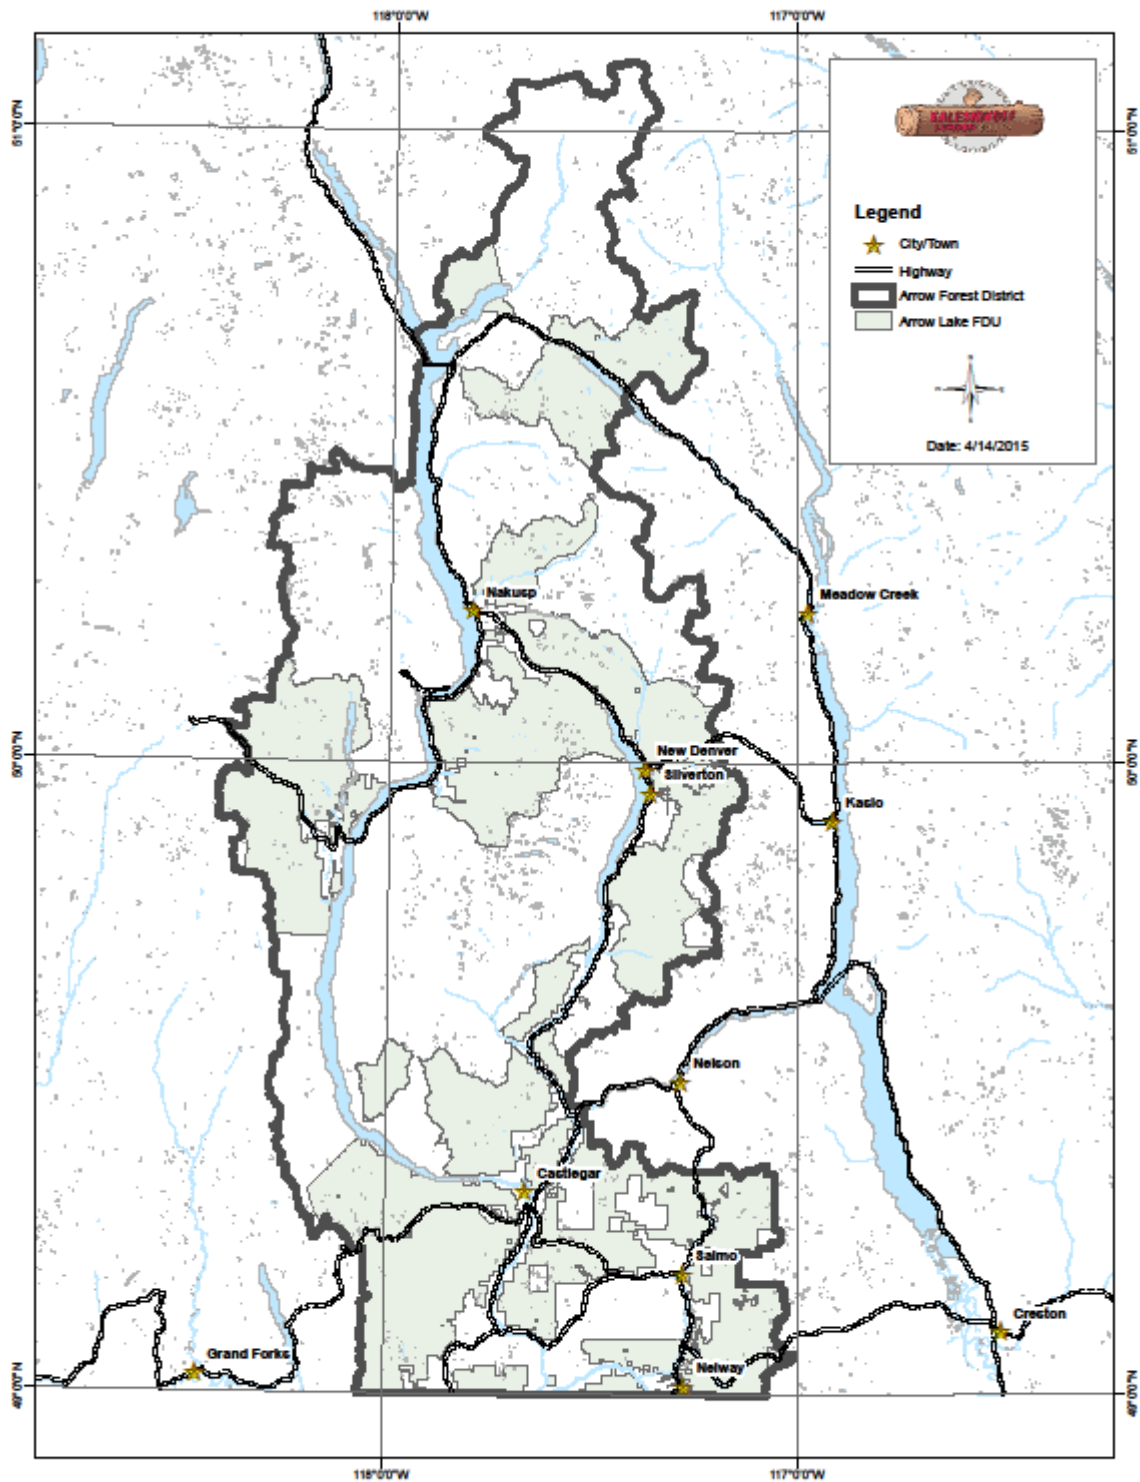 118°0'0"W
117°0'0"W
51°0'0"N
51°0'0"N
KALESNIKOFF
LUMBER
Legend
City/Town
Highway
Arrow Forest District
Arrow Lake FDU
N
Date: 4/14/2015
Nakusp
Meadow Creek
New Denver
50°0'0"N
50°0'0"N
Silverton
Kaslo
Nelson
Castlegar
Salmo
Creston
Grand Forks
Nelway
49°0'0"N
49°0'0"N
118°0'0"W
117°0'0"W